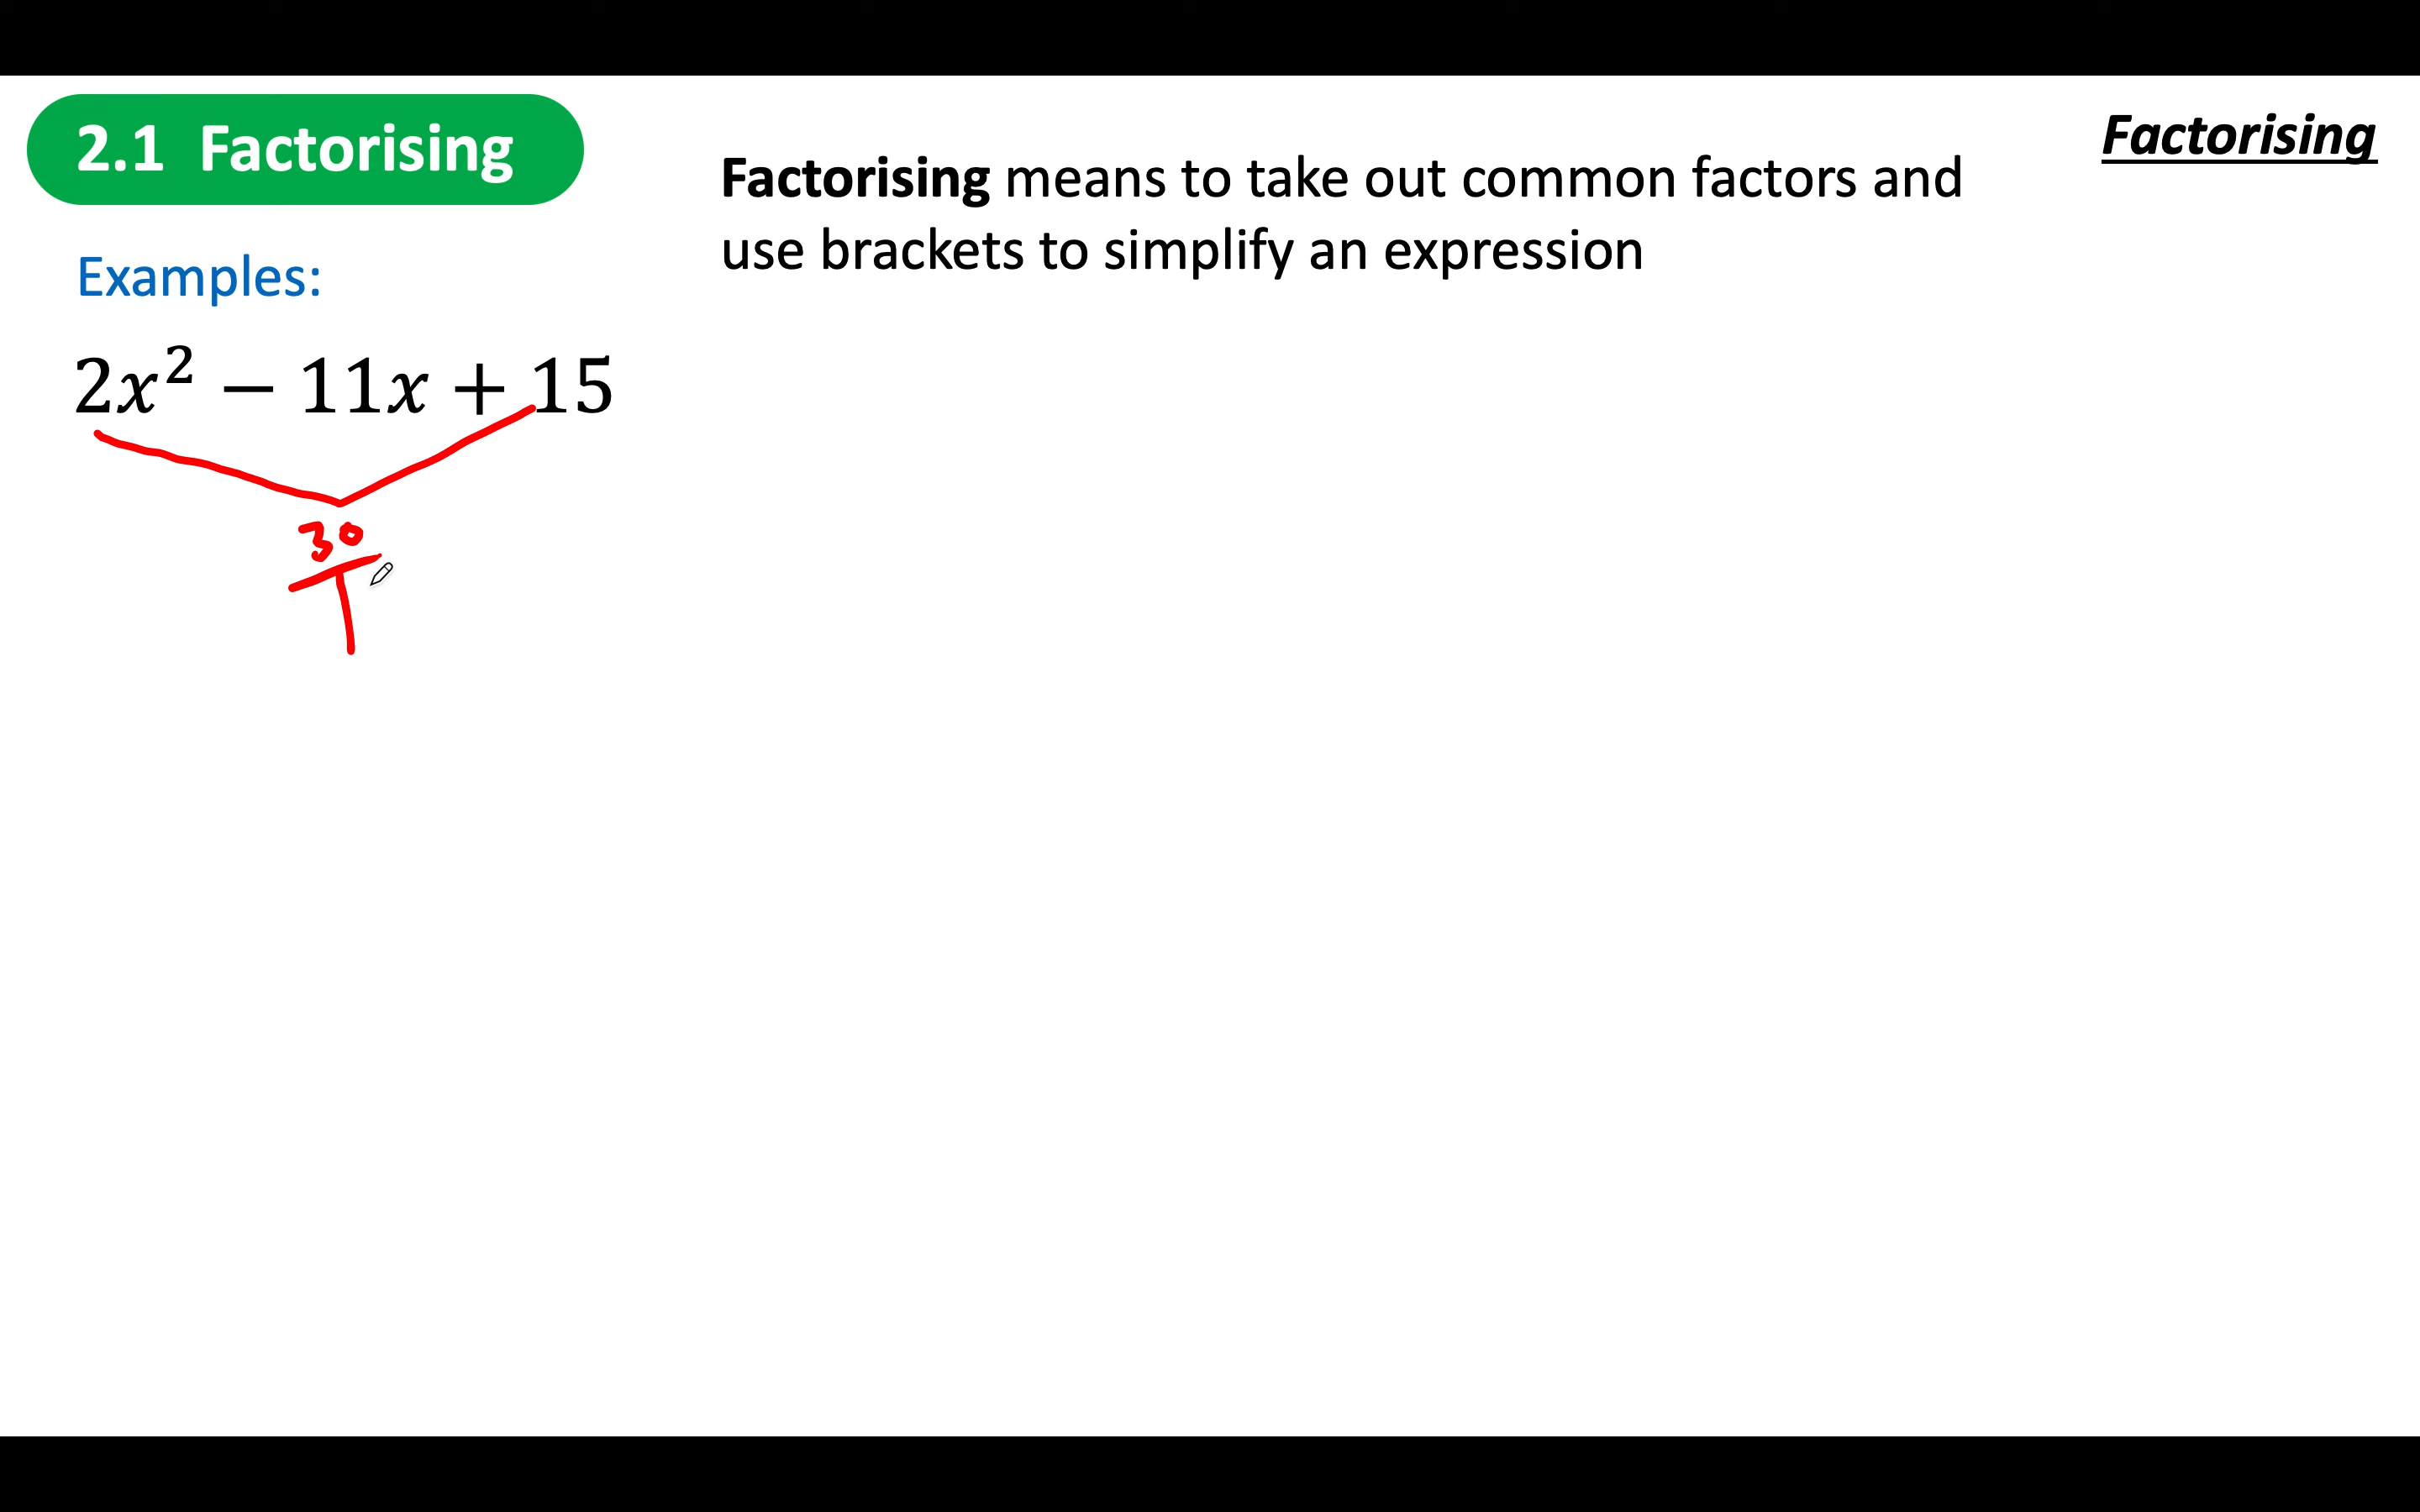 2.1 Factorising
Factorising
Factorising means to take out common factors and
use brackets to simplify an expression
Examples:
2x² − 11x + 15
30